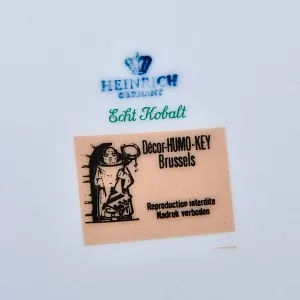 HEINRICH
GERMANY
Echt Kobalt
Décor-HUMO-KEY
Brussels
Reproduction interdite
Nadruk verboden